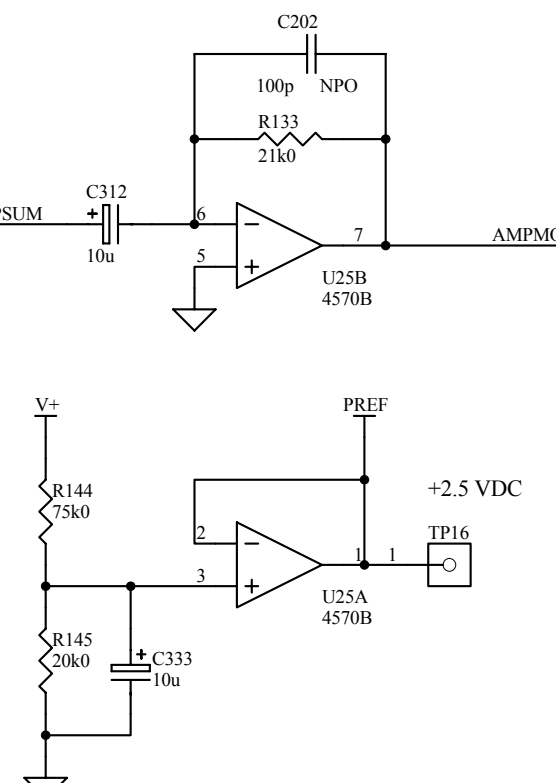 C202
100p NPO
R133
21k0
C312
PSUM
+
10u
6
5
−
+
7
AMPMO
U25B
4570B
V+
PREF
R144
75k0
+2.5 VDC
TP16
2
3
−
+
1 1
U25A
4570B
R145
20k0
+
C333
10u